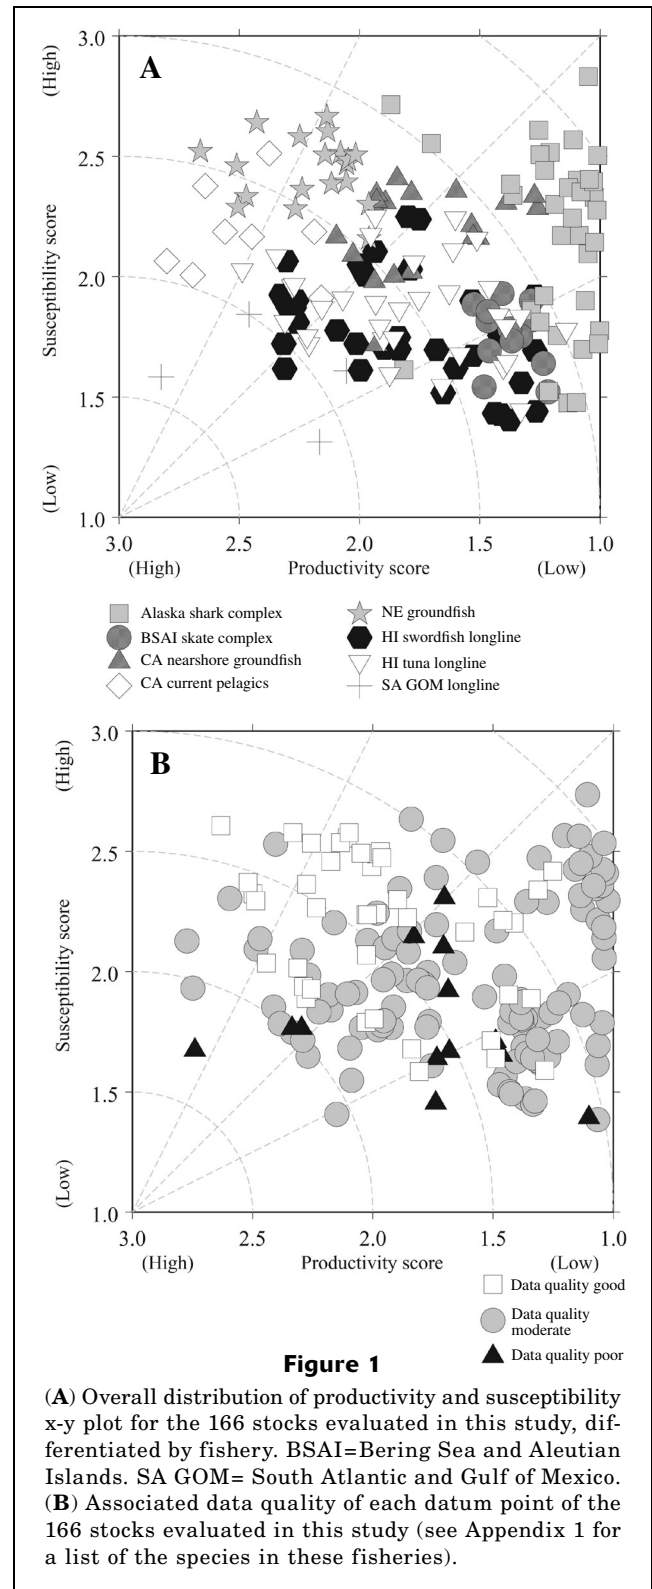 3.0
(High)
A
2.5
Susceptibility score
2.0
1.5
(Low)
1.0
3.0 2.5 2.0 1.5 1.0
(High) Productivity score (Low)
Alaska shark complex
BSAI skate complex
CA nearshore groundfish
CA current pelagics
NE groundfish
HI swordfish longline
HI tuna longline
SA GOM longline
3.0
(High)
B
2.5
Susceptibility score
2.0
1.5
(Low)
1.0
3.0 2.5 2.0 1.5 1.0
(High) Productivity score (Low)
Data quality good
Data quality
moderate
Data quality poor
Figure 1
(A) Overall distribution of productivity and susceptibility
x-y plot for the 166 stocks evaluated in this study, dif-
ferentiated by fishery. BSAI=Bering Sea and Aleutian
Islands. SA GOM= South Atlantic and Gulf of Mexico.
(B) Associated data quality of each datum point of the
166 stocks evaluated in this study (see Appendix 1 for
a list of the species in these fisheries).